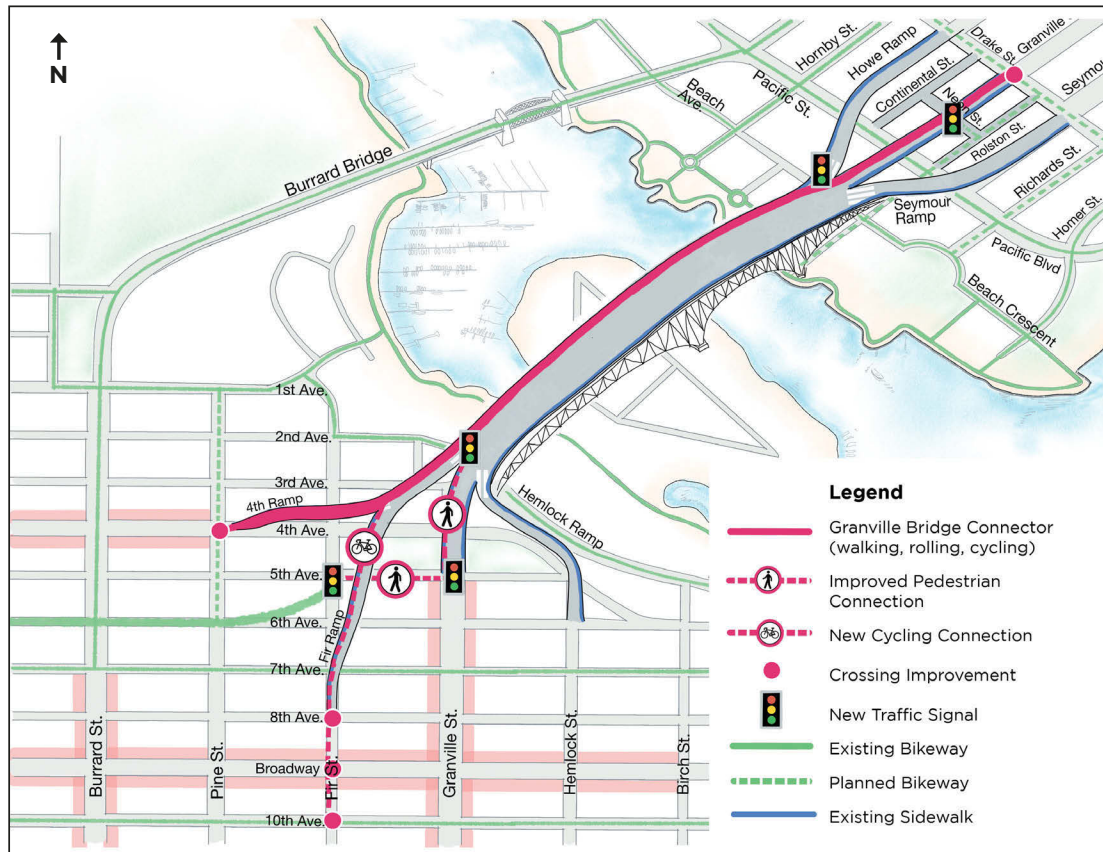 N
Burrard Bridge
Beach
Ave.
Pacific St.
Hornby St.
Howe Ramp
Continental St.
Drake St.
Granville
Seymour
Rolston St.
Richards St.
Homer St.
Seymour
Ramp
Pacific Blvd
Beach Crescent
1st Ave.
2nd Ave.
3rd Ave.
4th Ramp
4th Ave.
5th Ave.
6th Ave.
7th Ave.
8th Ave.
Broadway
10th Ave.
Fir Ramp
Hemlock Ramp
Burrard St.
Pine St.
Fir St.
Granville St.
Hemlock St.
Birch St.
Legend
Granville Bridge Connector
(walking, rolling, cycling)
Improved Pedestrian
Connection
New Cycling Connection
Crossing Improvement
New Traffic Signal
Existing Bikeway
Planned Bikeway
Existing Sidewalk